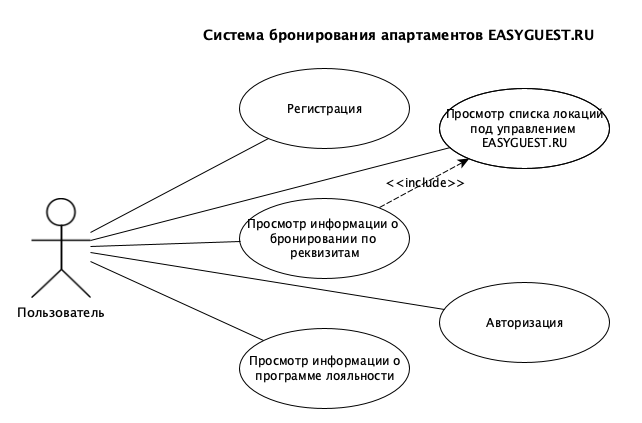 Система бронирования апартаментов EASYGUEST.RU
Регистрация
Просмотр списка локаций
под управлением
EASYGUEST.RU
<<include>>
Просмотр информации о
бронировании по
реквизитам
Пользователь
Авторизация
Просмотр информации о
программе лояльности